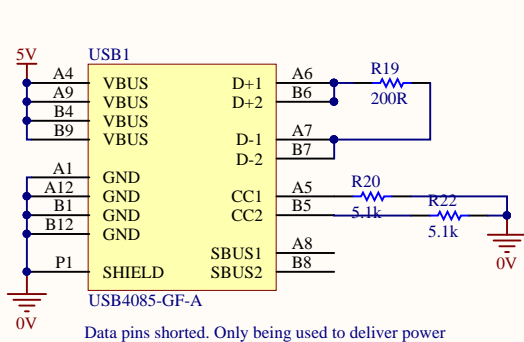 5V
USB1
A4 VBUS
A9 VBUS
B4 VBUS
B9 VBUS
A1 GND
A12 GND
B1 GND
B12 GND
P1 SHIELD
D+1 A6
D+2 B6
D-1 A7
D-2 B7
CC1 A5
CC2 B5
SBUS1 A8
SBUS2 B8
R19
200R
R20
5.1k
R22
5.1k
0V
0V
USB4085-GF-A
Data pins shorted. Only being used to deliver power